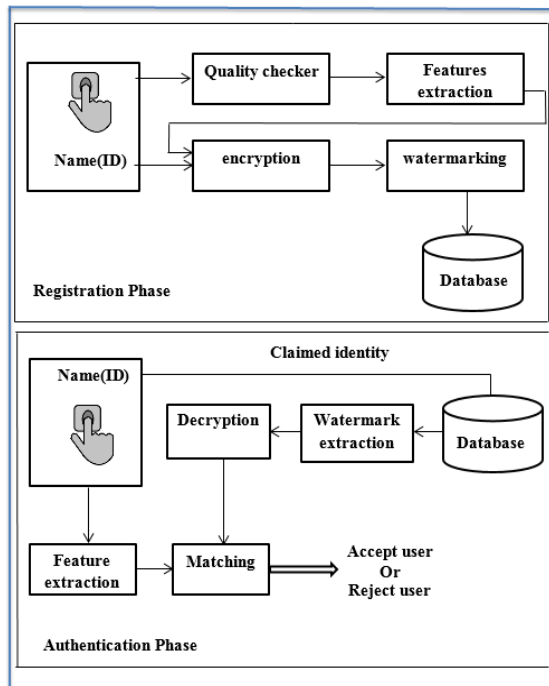 Quality checker
Features
extraction
Name(ID)
encryption
watermarking
Database
Registration Phase
Claimed identity
Name(ID)
Decryption
Watermark
extraction
Database
Feature
extraction
Matching
Accept user
Or
Reject user
Authentication Phase